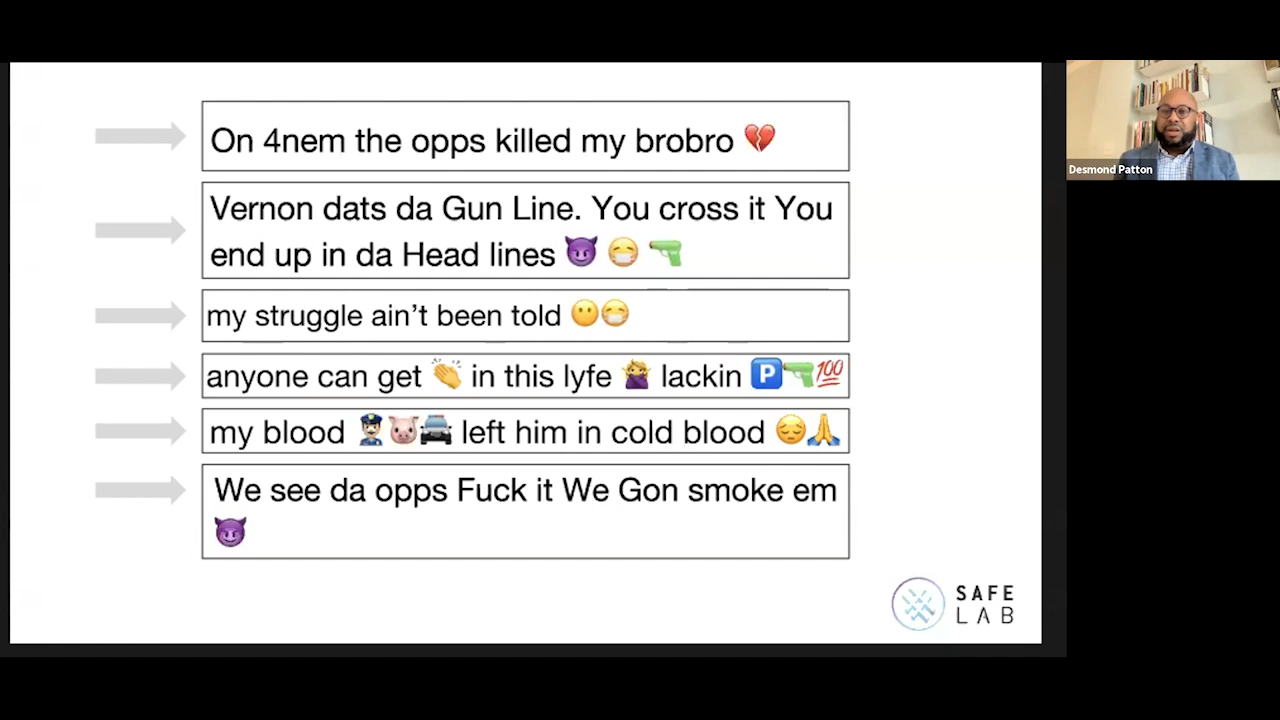 On 4nem the opps killed my brobro 💔
Vernon dats da Gun Line. You cross it You
end up in da Head lines 😈 😷 🔫
my struggle ain't been told 😶😷
anyone can get 👏 in this lyfe 🙅 lackin 🅿️🔫💯
my blood 👮🏻🐷🚔 left him in cold blood 😔🙏
We see da opps Fuck it We Gon smoke em
😈
SAFE
LAB
Desmond Patton